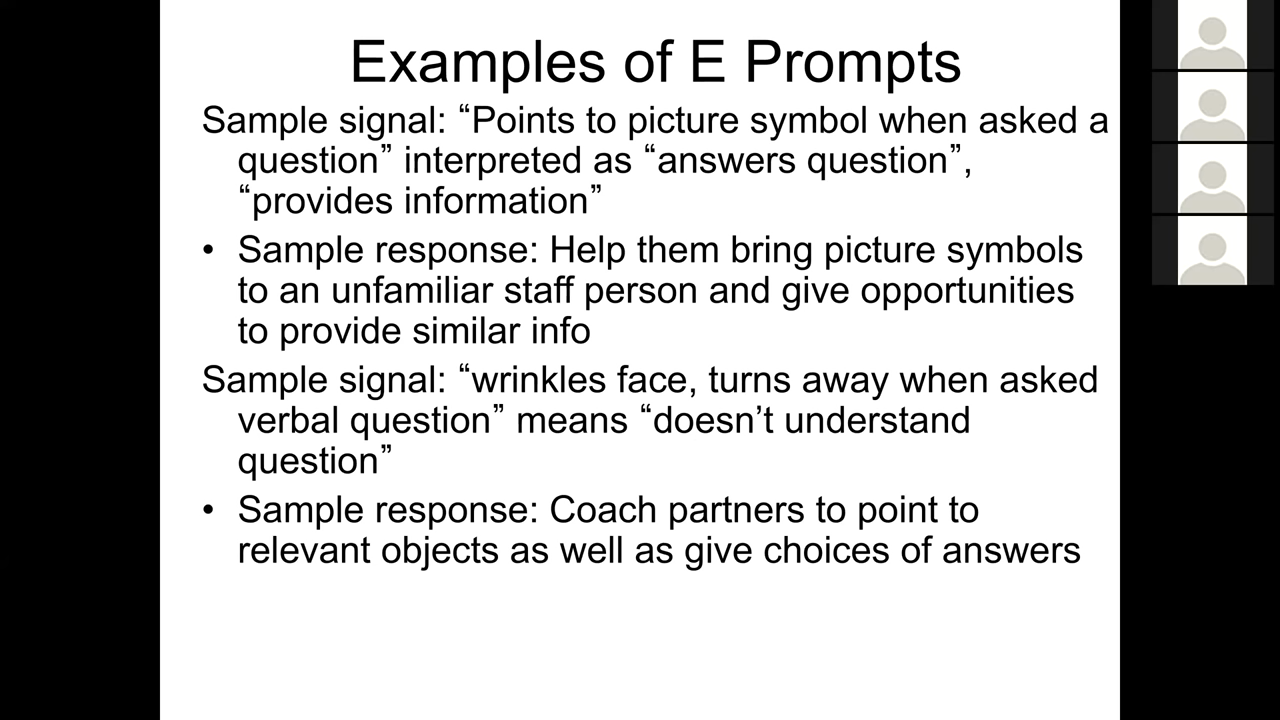 Examples of E Prompts
Sample signal: “Points to picture symbol when asked a
question” interpreted as “answers question”,
“provides information”
• Sample response: Help them bring picture symbols
to an unfamiliar staff person and give opportunities
to provide similar info
Sample signal: “wrinkles face, turns away when asked
verbal question” means “doesn’t understand
question”
• Sample response: Coach partners to point to
relevant objects as well as give choices of answers